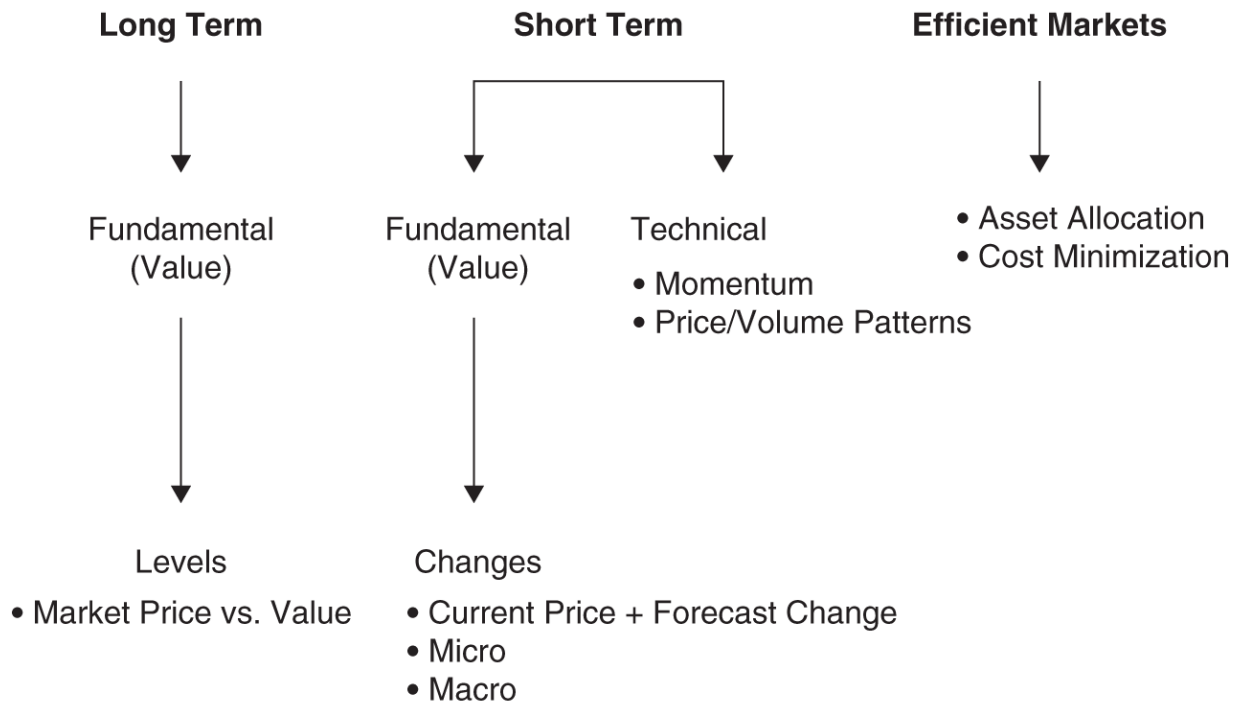 Long Term
Short Term
Efficient Markets
Fundamental
(Value)
Fundamental
(Value)
Technical
• Momentum
• Price/Volume Patterns
• Asset Allocation
• Cost Minimization
Levels
• Market Price vs. Value
Changes
• Current Price + Forecast Change
• Micro
• Macro